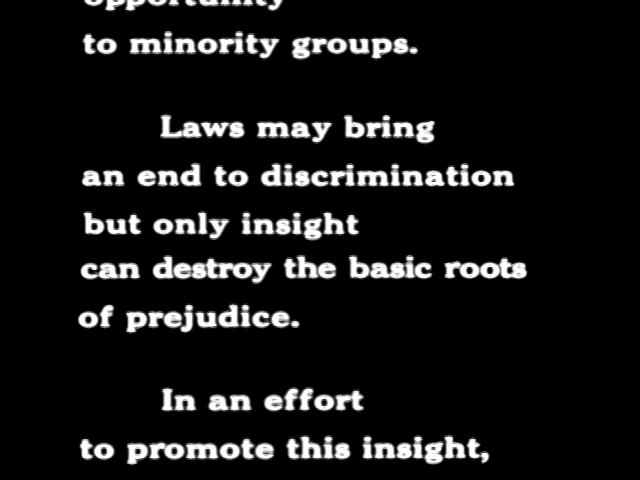 opportunity
to minority groups.
Laws may bring
an end to discrimination
but only insight
can destroy the basic roots
of prejudice.
In an effort
to promote this insight,